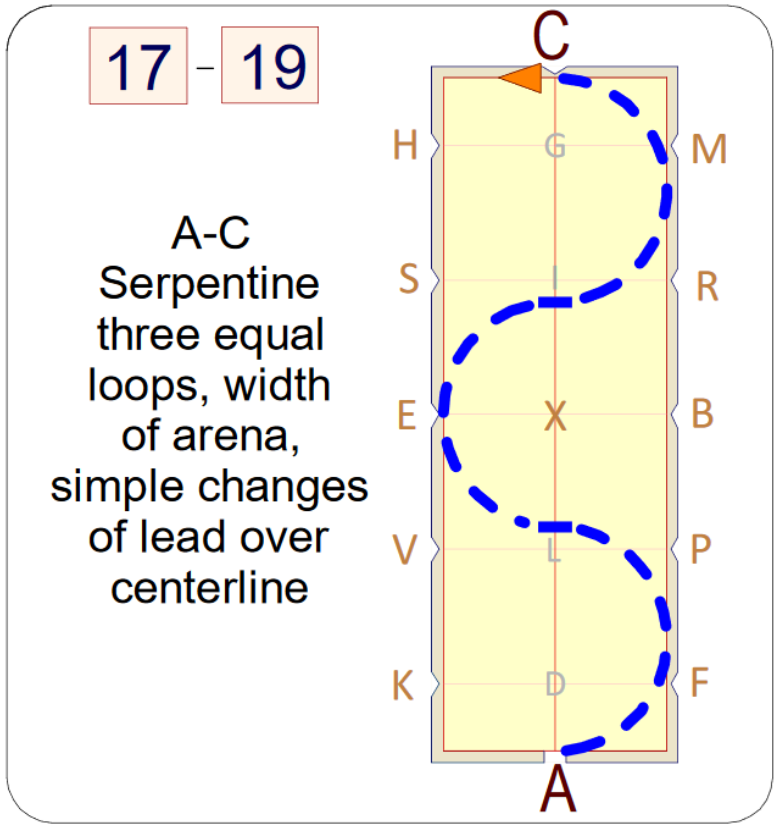 17 – 19
C
H G M
A-C
Serpentine
three equal
loops, width
of arena,
simple changes
of lead over
centerline
S I R
E X B
V L P
K D F
A